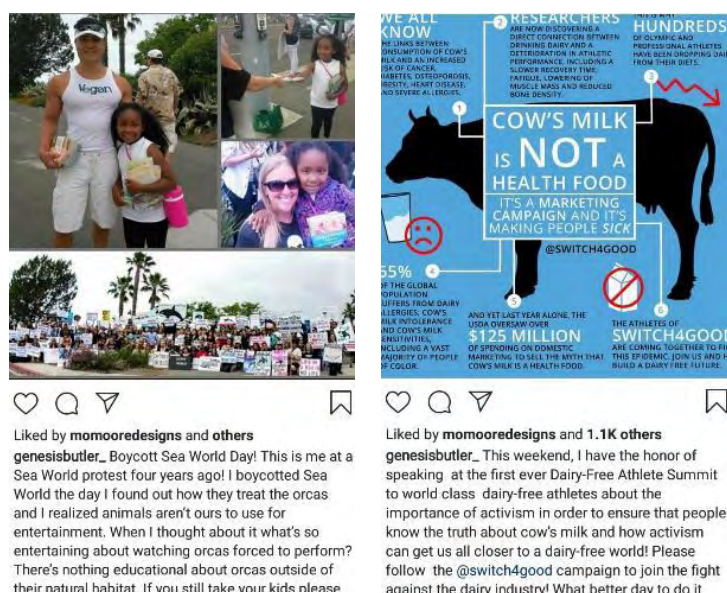 Vegan
Liked by momooredesigns and others
genesisbutler_ Boycott Sea World Day! This is me at a
Sea World protest four years ago! I boycotted Sea
World the day I found out how they treat the orcas
and I realized animals aren't ours to use for
entertainment. When I thought about it what's so
entertaining about watching orcas forced to perform?
There's nothing educational about orcas outside of
their natural habitat. If you still take your kids please
WE ALL
KNOW
THE LINKS BETWEEN
CONSUMPTION OF COW'S
MILK AND AN INCREASED
RISK OF CANCER,
DIABETES, OSTEOPOROSIS,
OBESITY, HEART DISEASE,
AND SEVERE ALLERGIES.
1
2
RESEARCHERS
ARE NOW DISCOVERING A
DIRECT CONNECTION BETWEEN
DRINKING DAIRY AND A
DETERIORATION IN ATHLETIC
PERFORMANCE, INCLUDING A
SLOWER RECOVERY TIME,
FATIGUE, LOWERING OF
MUSCLE MASS AND REDUCED
BONE DENSITY.
HUNDREDS
OF OLYMPIC AND
PROFESSIONAL ATHLETES
HAVE BEEN DROPPING DAIRY
FROM THEIR DIETS.
3
COW'S MILK
IS NOT A
HEALTH FOOD
IT'S A MARKETING
CAMPAIGN AND IT'S
MAKING PEOPLE SICK
@SWITCH4GOOD
4
OF THE GLOBAL
POPULATION
SUFFERS FROM DAIRY
ALLERGIES, COW'S
MILK INTOLERANCE
AND COW'S MILK
SENSITIVITIES,
INCLUDING A VAST
MAJORITY OF PEOPLE
OF COLOR.
5
AND YET LAST YEAR ALONE, THE
USDA OVERSAW OVER
$125 MILLION
OF SPENDING ON DOMESTIC
MARKETING TO SELL THE MYTH THAT
COW'S MILK IS A HEALTH FOOD.
6
THE ATHLETES OF
SWITCH4GOOD
ARE COMING TOGETHER TO
THIS EPIDEMIC. JOIN US AND
BUILD A DAIRY FREE FUTURE.
Liked by momooredesigns and 1.1K others
genesisbutler_ This weekend, I have the honor of
speaking at the first ever Dairy-Free Athlete Summit
to world class dairy-free athletes about the
importance of activism in order to ensure that people
know the truth about cow's milk and how activism
can get us all closer to a dairy-free world! Please
follow the @switch4good campaign to join the fight
against the dairy industry! What better day to do it